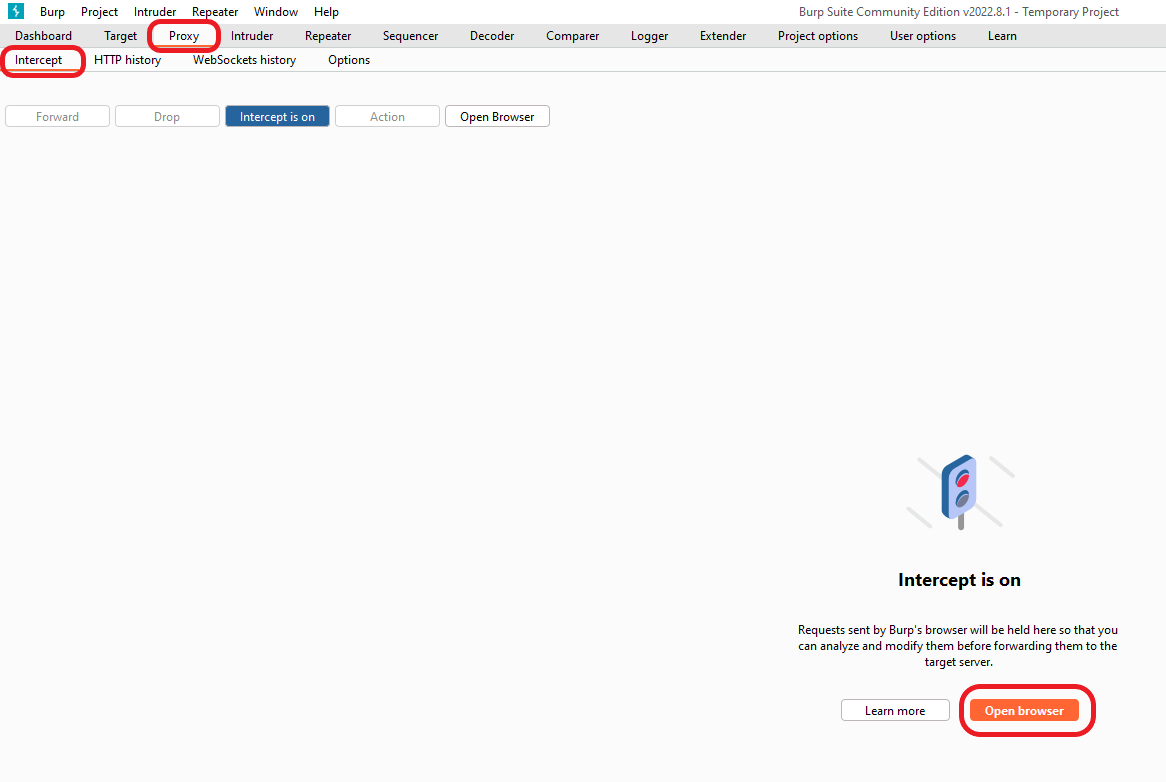 Burp Project Intruder Repeater Window Help Burp Suite Community Edition v2022.8.1 - Temporary Project
Dashboard Target Proxy Intruder Repeater Sequencer Decoder Comparer Logger Extender Project options User options Learn
Intercept HTTP history WebSockets history Options
Forward Drop Intercept is on Action Open Browser
Intercept is on
Requests sent by Burp's browser will be held here so that you
can analyze and modify them before forwarding them to the
target server.
Learn more Open browser